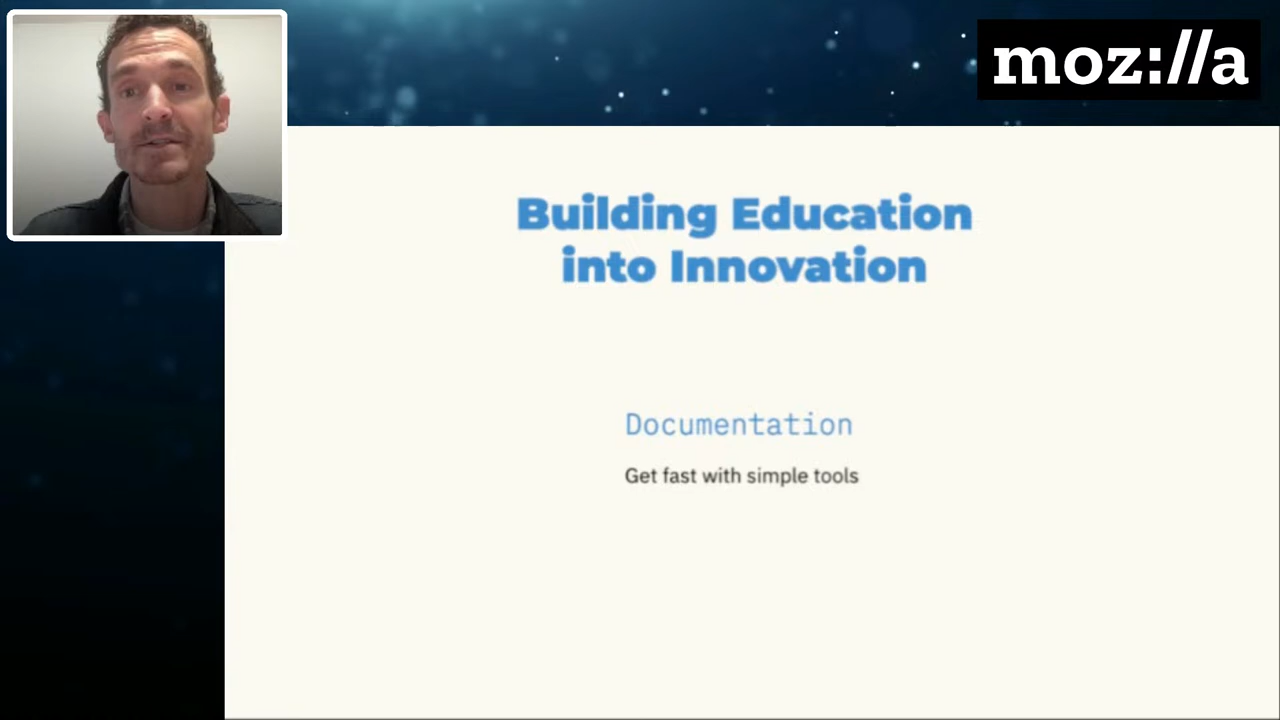 moz://a
Building Education
into Innovation
Documentation
Get fast with simple tools